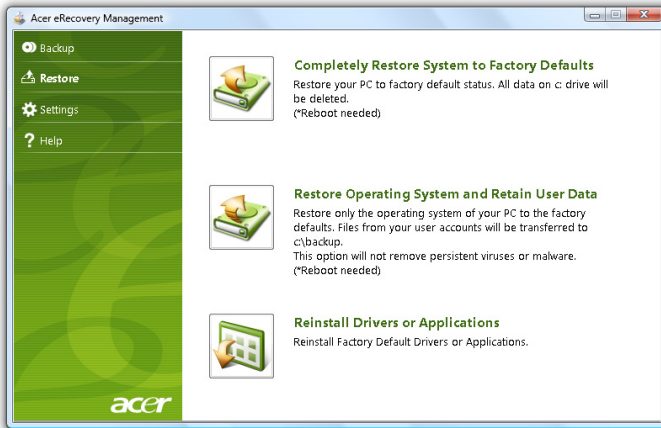 Acer eRecovery Management
Backup
Restore
Settings
Help
Completely Restore System to Factory Defaults
Restore your PC to factory default status. All data on c: drive will
be deleted.
(*Reboot needed)
Restore Operating System and Retain User Data
Restore only the operating system of your PC to the factory
defaults. Files from your user accounts will be transferred to
c:\backup.
This option will not remove persistent viruses or malware.
(*Reboot needed)
Reinstall Drivers or Applications
Reinstall Factory Default Drivers or Applications.
acer